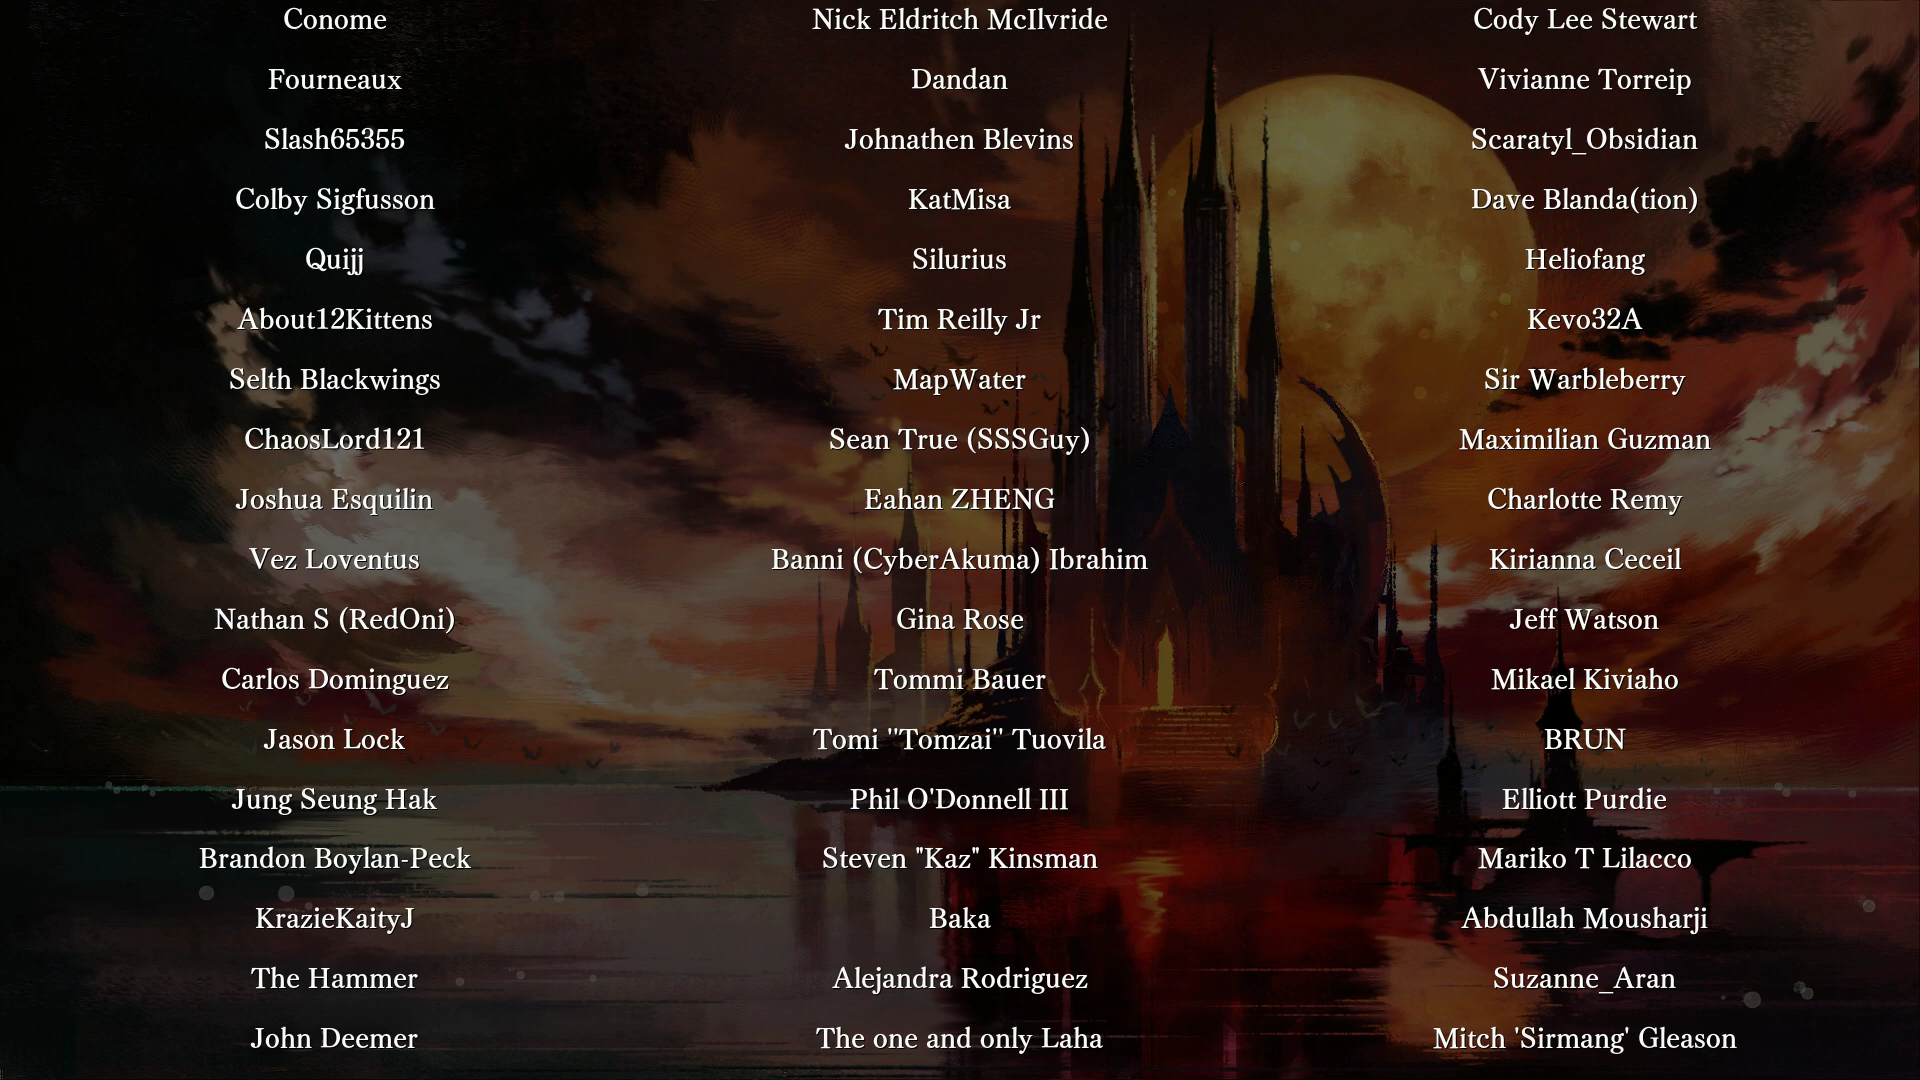 Conome Nick Eldritch McIlvride Cody Lee Stewart
Fourneaux Dandan Vivianne Torreip
Slash65355 Johnathen Blevins Scaratyl_Obsidian
Colby Sigfusson KatMisa Dave Blanda(tion)
Quijj Silurius Heliofang
About12Kittens Tim Reilly Jr Kevo32A
Selth Blackwings MapWater Sir Warbleberry
ChaosLord121 Sean True (SSSGuy) Maximilian Guzman
Joshua Esquilin Eahan ZHENG Charlotte Remy
Vez Loventus Banni (CyberAkuma) Ibrahim Kirianna Ceceil
Nathan S (RedOni) Gina Rose Jeff Watson
Carlos Dominguez Tommi Bauer Mikael Kiviaho
Jason Lock Tomi "Tomzai" Tuovila BRUN
Jung Seung Hak Phil O'Donnell III Elliott Purdie
Brandon Boylan-Peck Steven "Kaz" Kinsman Mariko T Lilacco
KrazieKaityJ Baka Abdullah Mousharji
The Hammer Alejandra Rodriguez Suzanne_Aran
John Deemer The one and only Laha Mitch 'Sirmang' Gleason